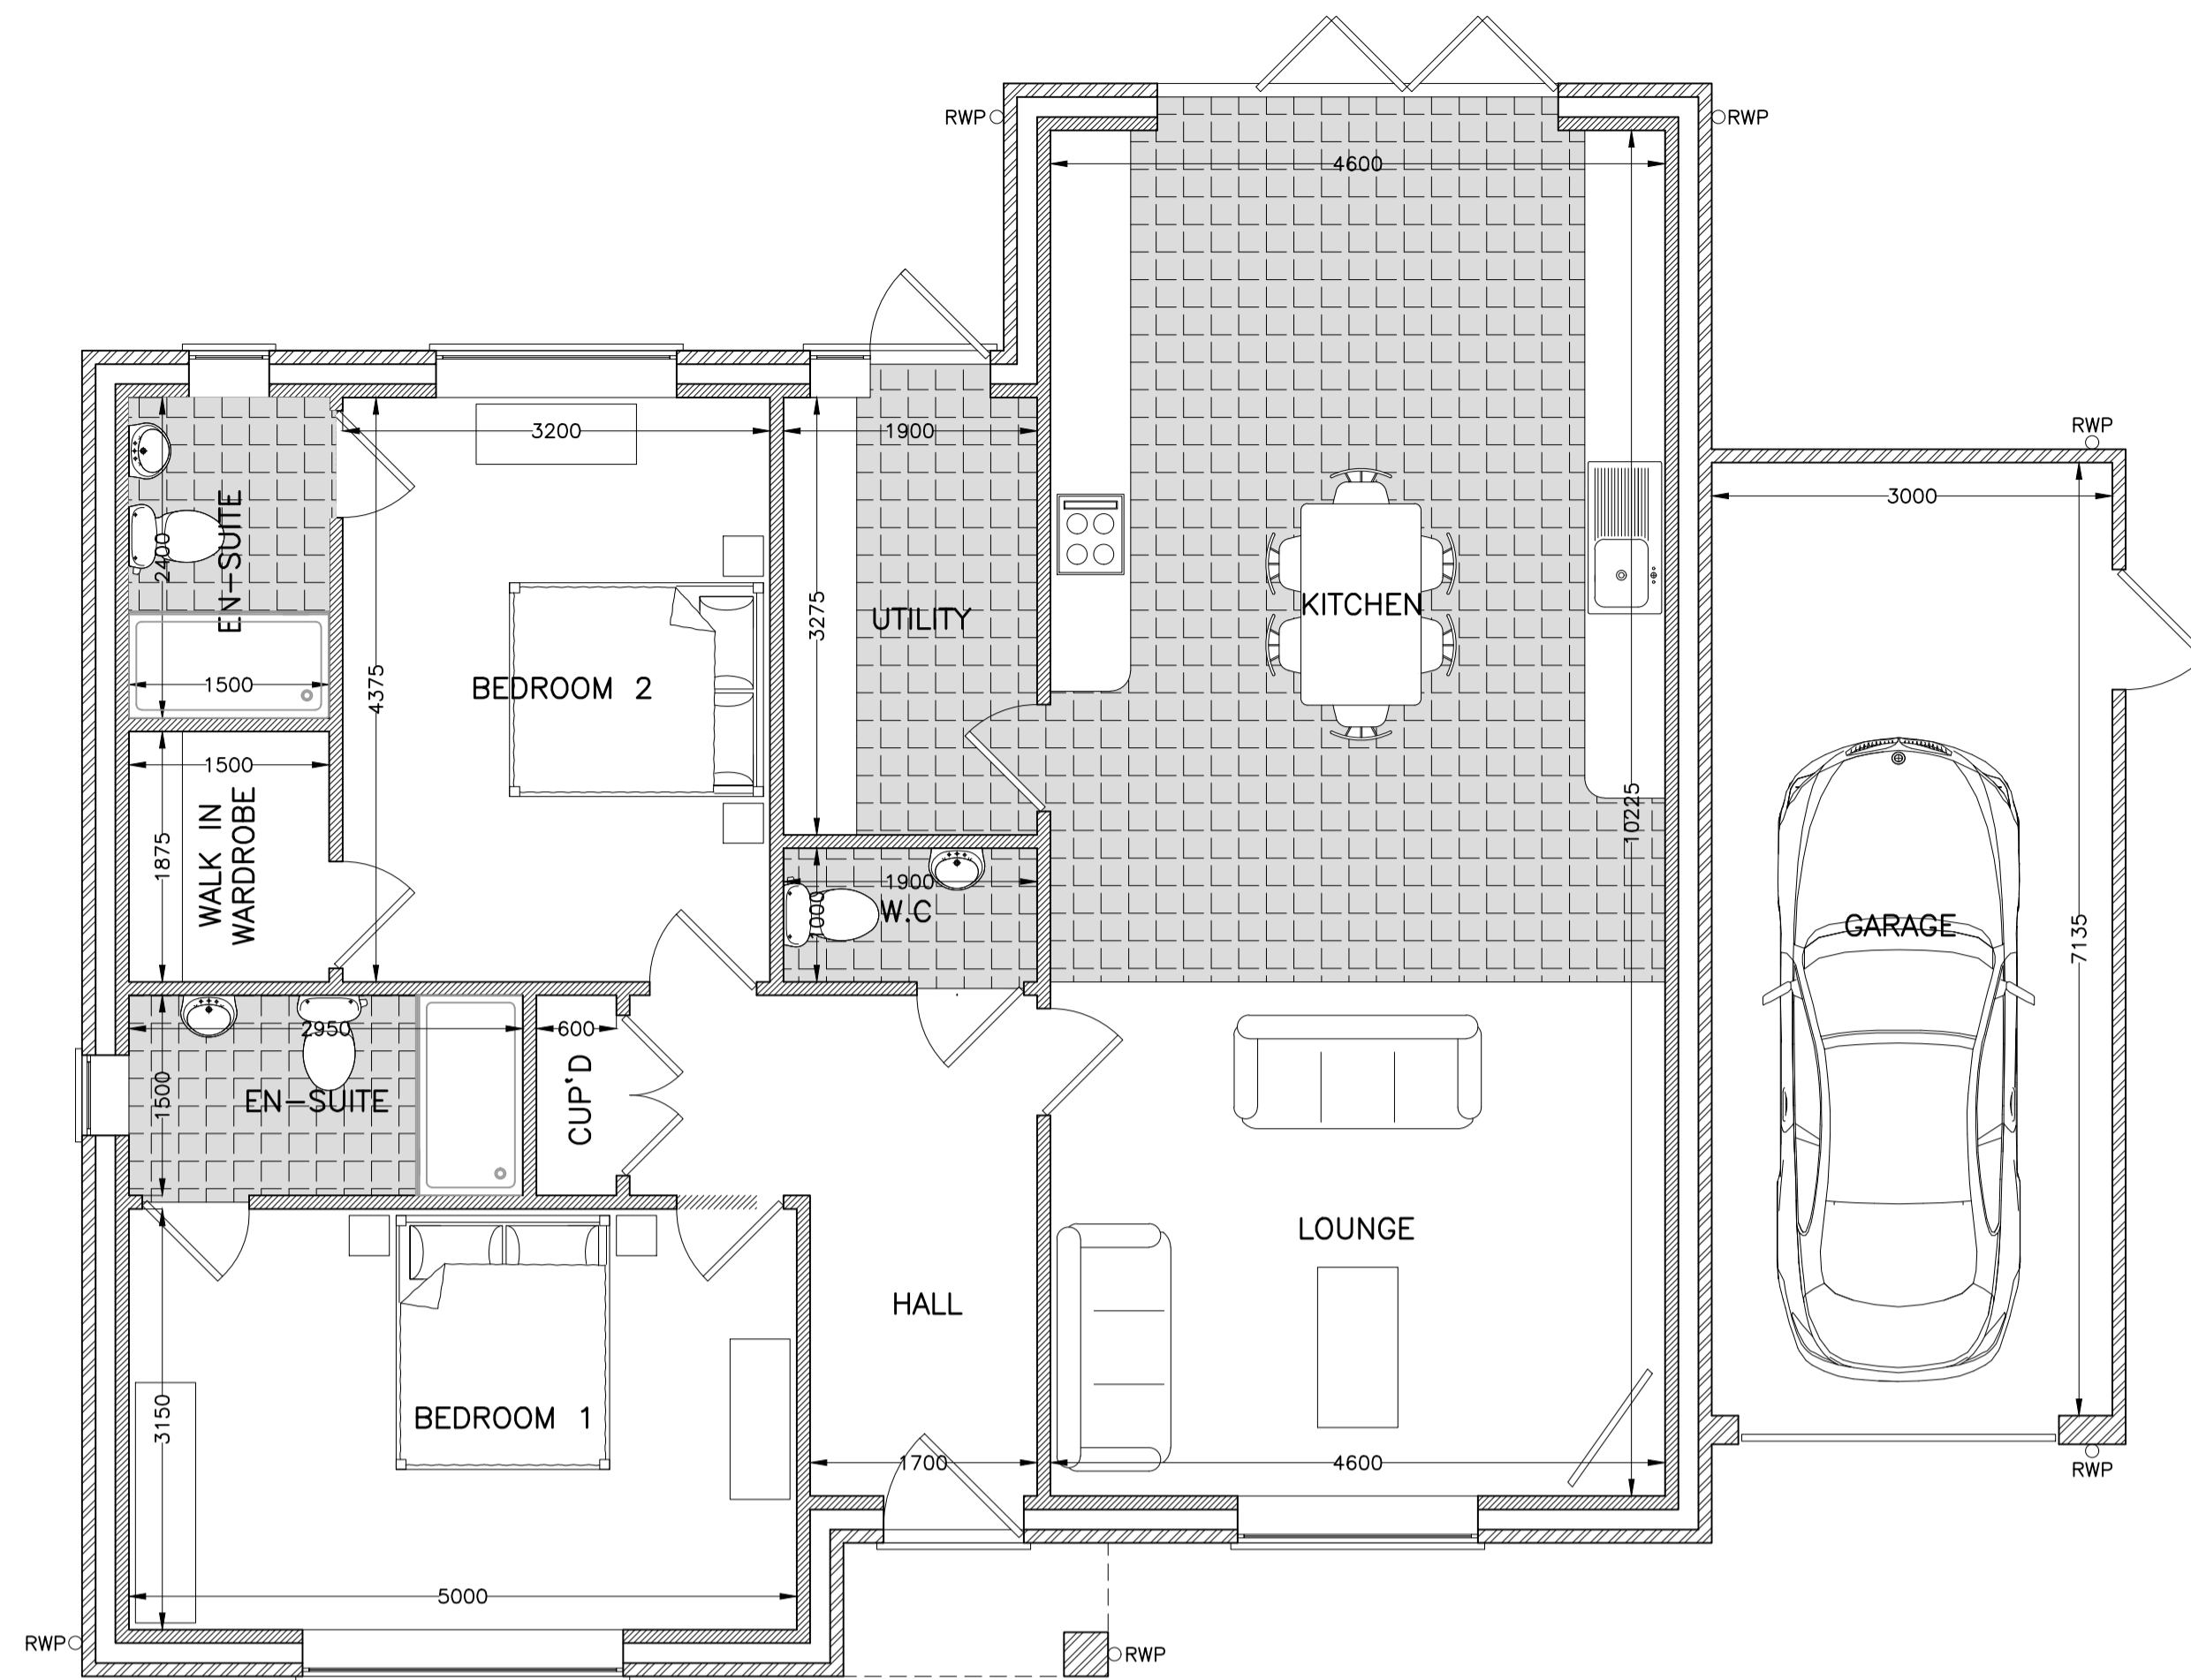 RWP
RWP
4600
RWP
3200
1900
3000
2400
EN-SUITE
3275
UTILITY
KITCHEN
1500
4375
BEDROOM 2
1500
10225
1875
WALK IN
WARDROBE
1900
1000
W.C
GARAGE
7135
2950
600
1500
EN-SUITE
CUP'D
LOUNGE
HALL
3150
BEDROOM 1
1700
4600
RWP
5000
RWP
RWP